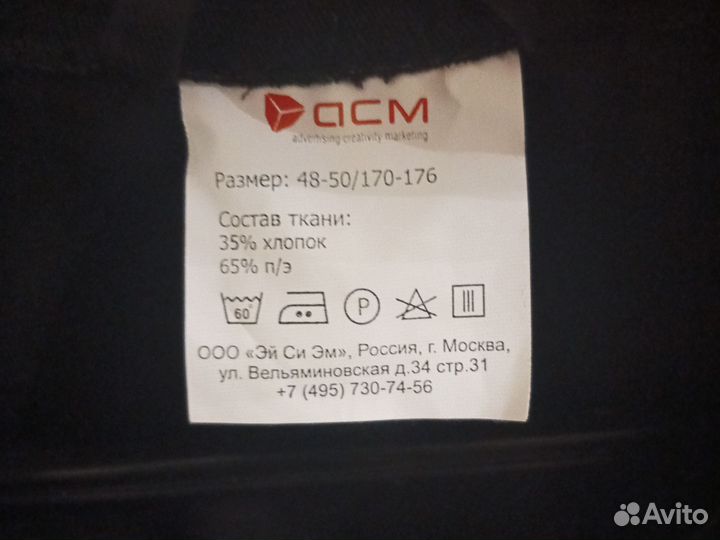 acm
advertising creativity marketing
Размер: 48-50/170-176
Состав ткани:
35% хлопок
65% п/э
60° P
ООО «Эй Си Эм», Россия, г. Москва,
ул. Вельяминовская д.34 стр.31
+7 (495) 730-74-56
Avito